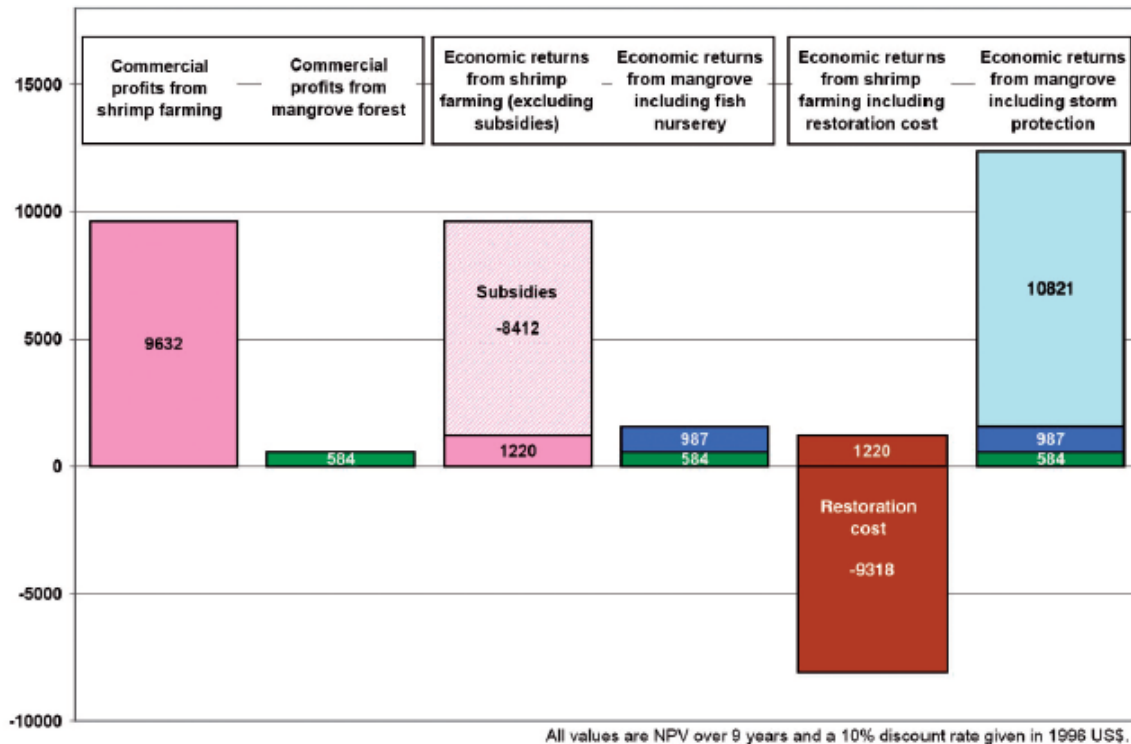 Commercial
profits from
shrimp farming
Commercial
profits from
mangrove forest
Economic returns
from shrimp
farming (excluding
subsidies)
Economic returns
from mangrove
including fish
nurserey
Economic returns
from shrimp
farming including
restoration cost
Economic returns
from mangrove
including storm
protection
15000
10000
5000
0
-5000
-10000
9632
584
Subsidies
-8412
1220
987
584
1220
Restoration
cost
-9318
10821
987
584
All values are NPV over 9 years and a 10% discount rate given in 1996 US$.